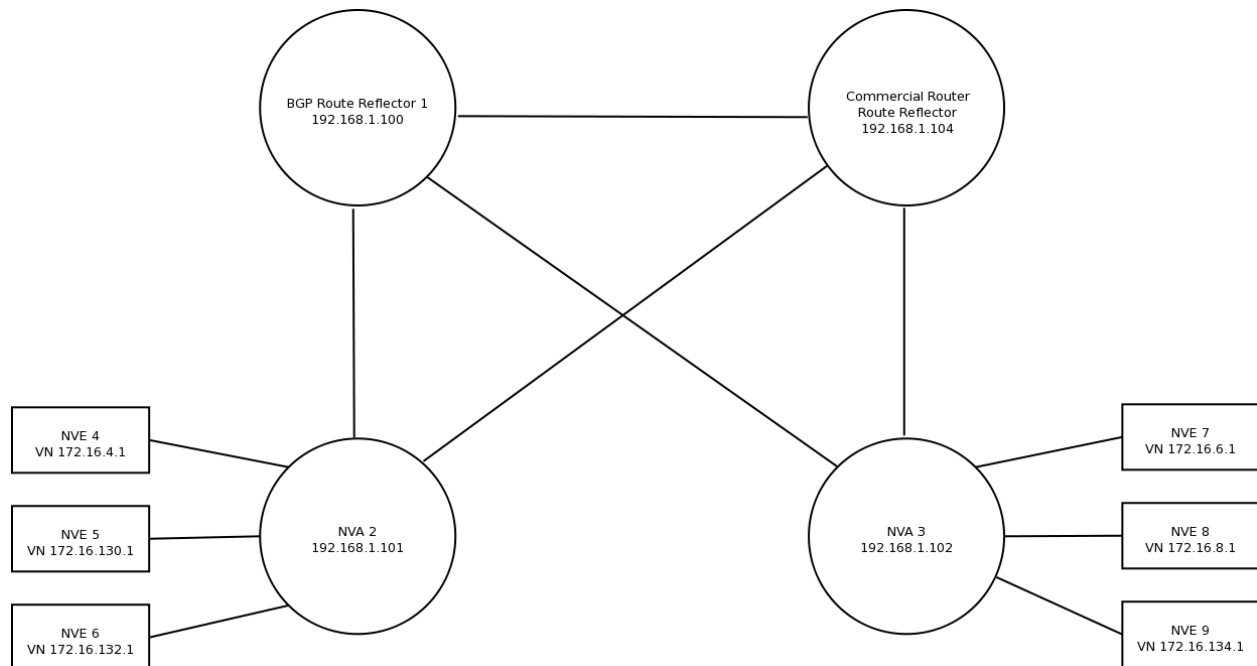 BGP Route Reflector 1
192.168.1.100
Commercial Router
Route Reflector
192.168.1.104
NVE 4
VN 172.16.4.1
NVE 7
VN 172.16.6.1
NVE 5
VN 172.16.130.1
NVA 2
192.168.1.101
NVA 3
192.168.1.102
NVE 8
VN 172.16.8.1
NVE 6
VN 172.16.132.1
NVE 9
VN 172.16.134.1